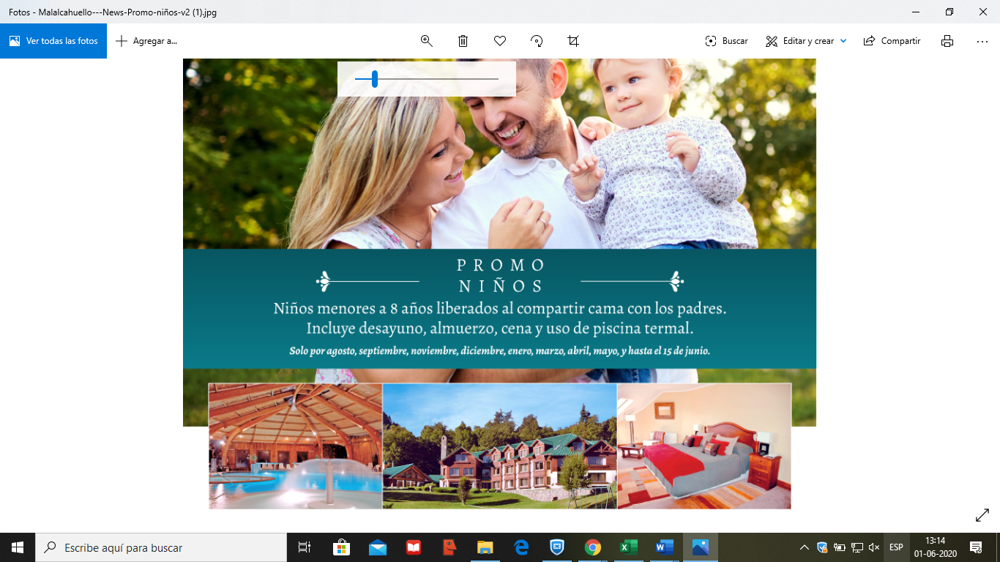 Fotos - Malalcahuello---News-Promo-niños-v2 (1).jpg
Ver todas las fotos
Agregar a...
Buscar
Editar y crear
Compartir
PROMO
NIÑOS
Niños menores a 8 años liberados al compartir cama con los padres.
Incluye desayuno, almuerzo, cena y uso de piscina termal.
Solo por agosto, septiembre, noviembre, diciembre, enero, marzo, abril, mayo, y hasta el 15 de junio.
Escribe aquí para buscar
ESP
13:14
01-06-2020